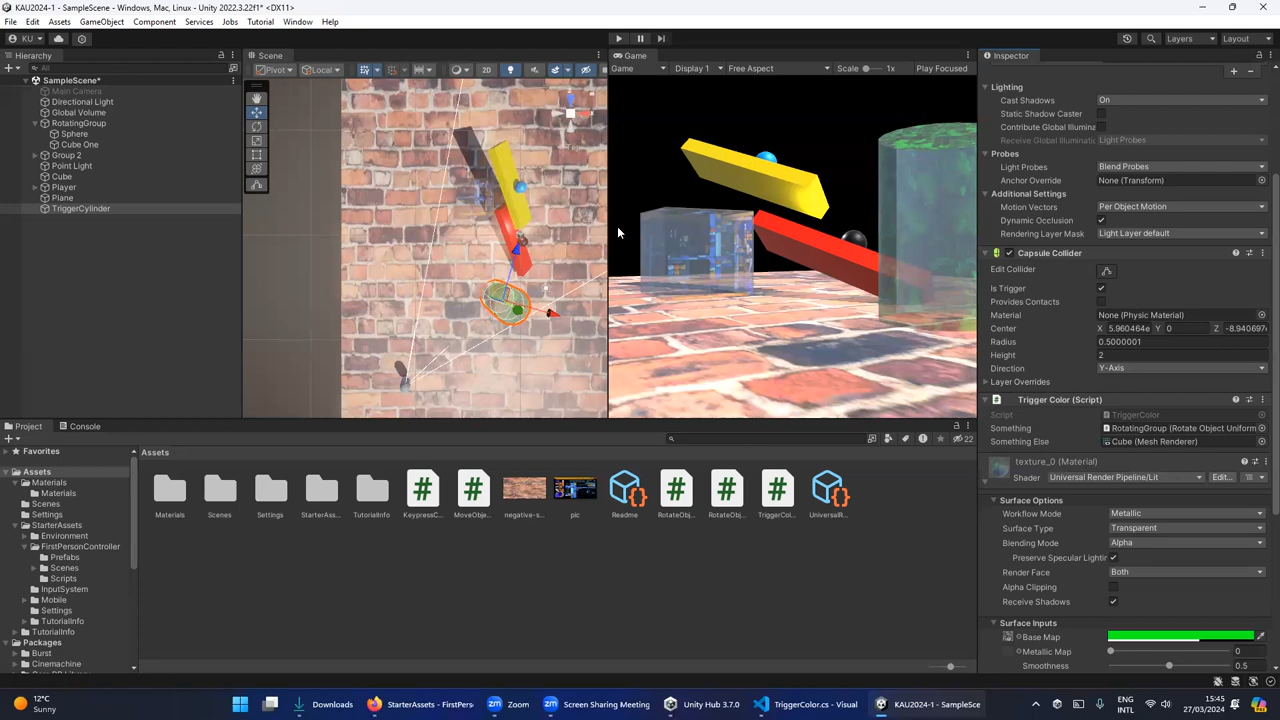 KAU2024-1 - SampleScene - Windows, Mac, Linux - Unity 2022.3.22f1* <DX11>
File Edit Assets GameObject Component Services Jobs Tutorial Window Help
KU Layers Layout
Hierarchy
All
SampleScene*
Main Camera
Directional Light
Global Volume
RotatingGroup
Sphere
Cube One
Group 2
Point Light
Cube
Player
Plane
TriggerCylinder
Scene
Pivot Local 2D
Top
Game
Game Display 1 Free Aspect Scale 1x Play Focused
Inspector
Lighting
Cast Shadows On
Static Shadow Caster
Contribute Global Illumina
Receive Global Illuminatic Light Probes
Probes
Light Probes Blend Probes
Anchor Override None (Transform)
Additional Settings
Motion Vectors Per Object Motion
Dynamic Occlusion
Rendering Layer Mask Light Layer default
Capsule Collider
Edit Collider
Is Trigger
Provides Contacts
Material None (Physic Material)
Center X 5.960464e Y 0 Z -8.940697e
Radius 0.5000001
Height 2
Direction Y-Axis
Layer Overrides
Trigger Color (Script)
Script TriggerColor
Something RotatingGroup (Rotate Object Uniform
Something Else Cube (Mesh Renderer)
texture_0 (Material)
Shader Universal Render Pipeline/Lit Edit...
Surface Options
Workflow Mode Metallic
Surface Type Transparent
Blending Mode Alpha
Preserve Specular Lightir
Render Face Both
Alpha Clipping
Receive Shadows
Surface Inputs
Base Map
Metallic Map 0
Smoothness 0.5
Project Console
22
Favorites
Assets
Materials
Materials
Scenes
Settings
StarterAssets
Environment
FirstPersonController
Prefabs
Scenes
Scripts
InputSystem
Mobile
Settings
TutorialInfo
TutorialInfo
Packages
Burst
Cinemachine
Assets
Materials Scenes Settings StarterAss... TutorialInfo KeypressC... MoveObje... negative-s... pic Readme RotateObj... RotateObj... TriggerCol... UniversalR...
12°C
Sunny
Downloads
StarterAssets - FirstPers
Zoom
Screen Sharing Meeting
Unity Hub 3.7.0
TriggerColor.cs - Visual
KAU2024-1 - SampleSce
ENG
INTL
15:45
27/03/2024